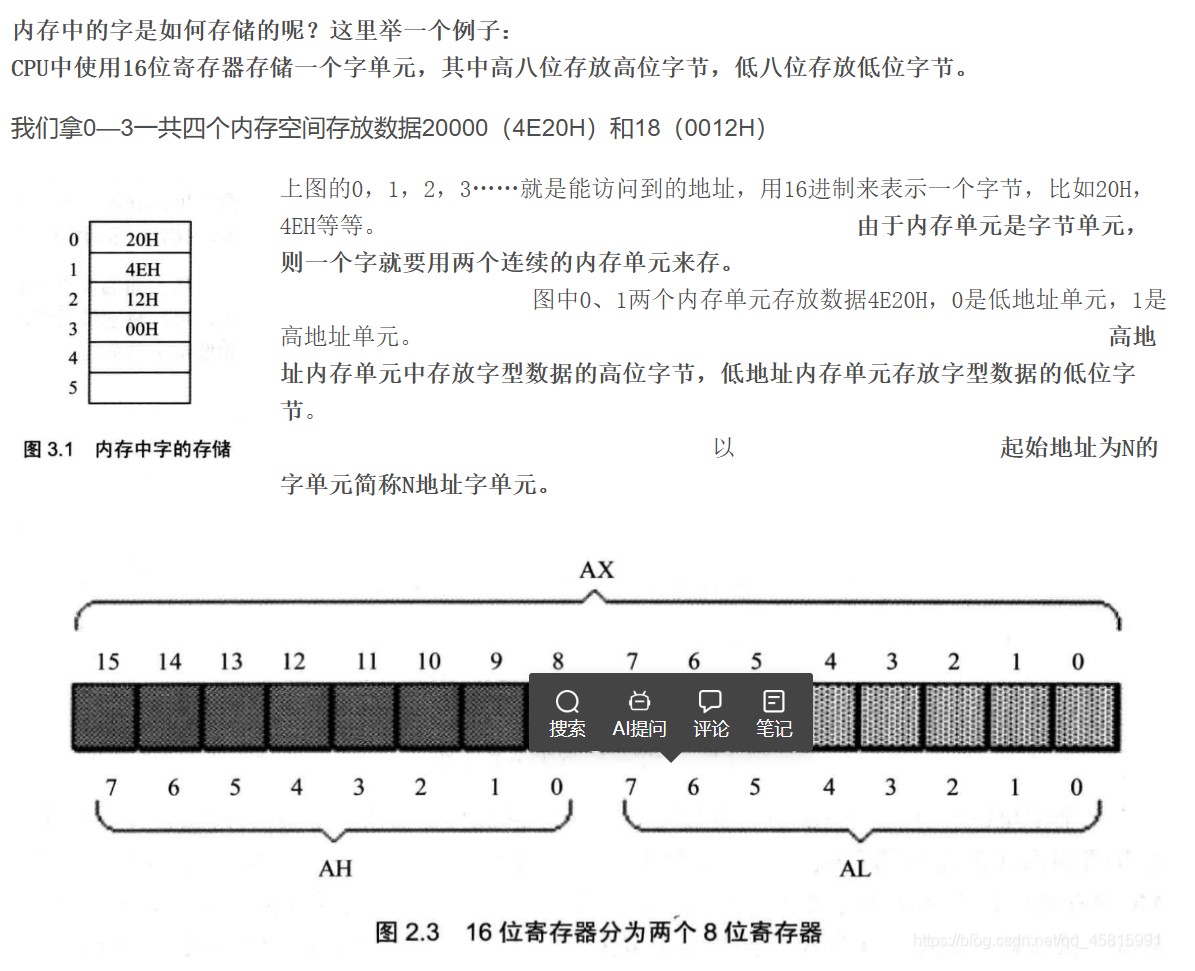 内存中的字是如何存储的呢？这里举一个例子：
CPU中使用16位寄存器存储一个字单元，其中高八位存放高位字节，低八位存放低位字节。
我们拿0—3一共四个内存空间存放数据20000（4E20H）和18（0012H）
上图的0，1，2，3……就是能访问到的地址，用16进制来表示一个字节，比如20H，
4EH等等。 由于内存单元是字节单元，
则一个字就要用两个连续的内存单元来存。
图中0、1两个内存单元存放数据4E20H，0是低地址单元，1是
高地址单元。 高地
址内存单元中存放字型数据的高位字节，低地址内存单元存放字型数据的低位字
节。
以 起始地址为N的
字单元简称N地址字单元。
0 20H
1 4EH
2 12H
3 00H
4
5
图 3.1 内存中字的存储
AX
15 14 13 12 11 10 9 8 7 6 5 4 3 2 1 0
搜索 AI提问 评论 笔记
7 6 5 4 3 2 1 0 7 6 5 4 3 2 1 0
AH AL
图 2.3 16 位寄存器分为两个 8 位寄存器
https://blog.csdn.net/qd_45815991